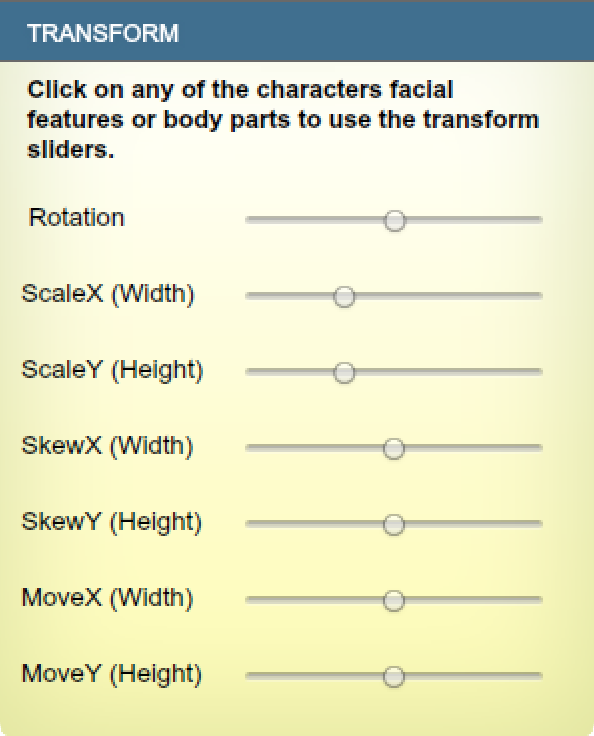 TRANSFORM
Click on any of the characters facial
features or body parts to use the transform
sliders.
Rotation
ScaleX (Width)
ScaleY (Height)
SkewX (Width)
SkewY (Height)
MoveX (Width)
MoveY (Height)